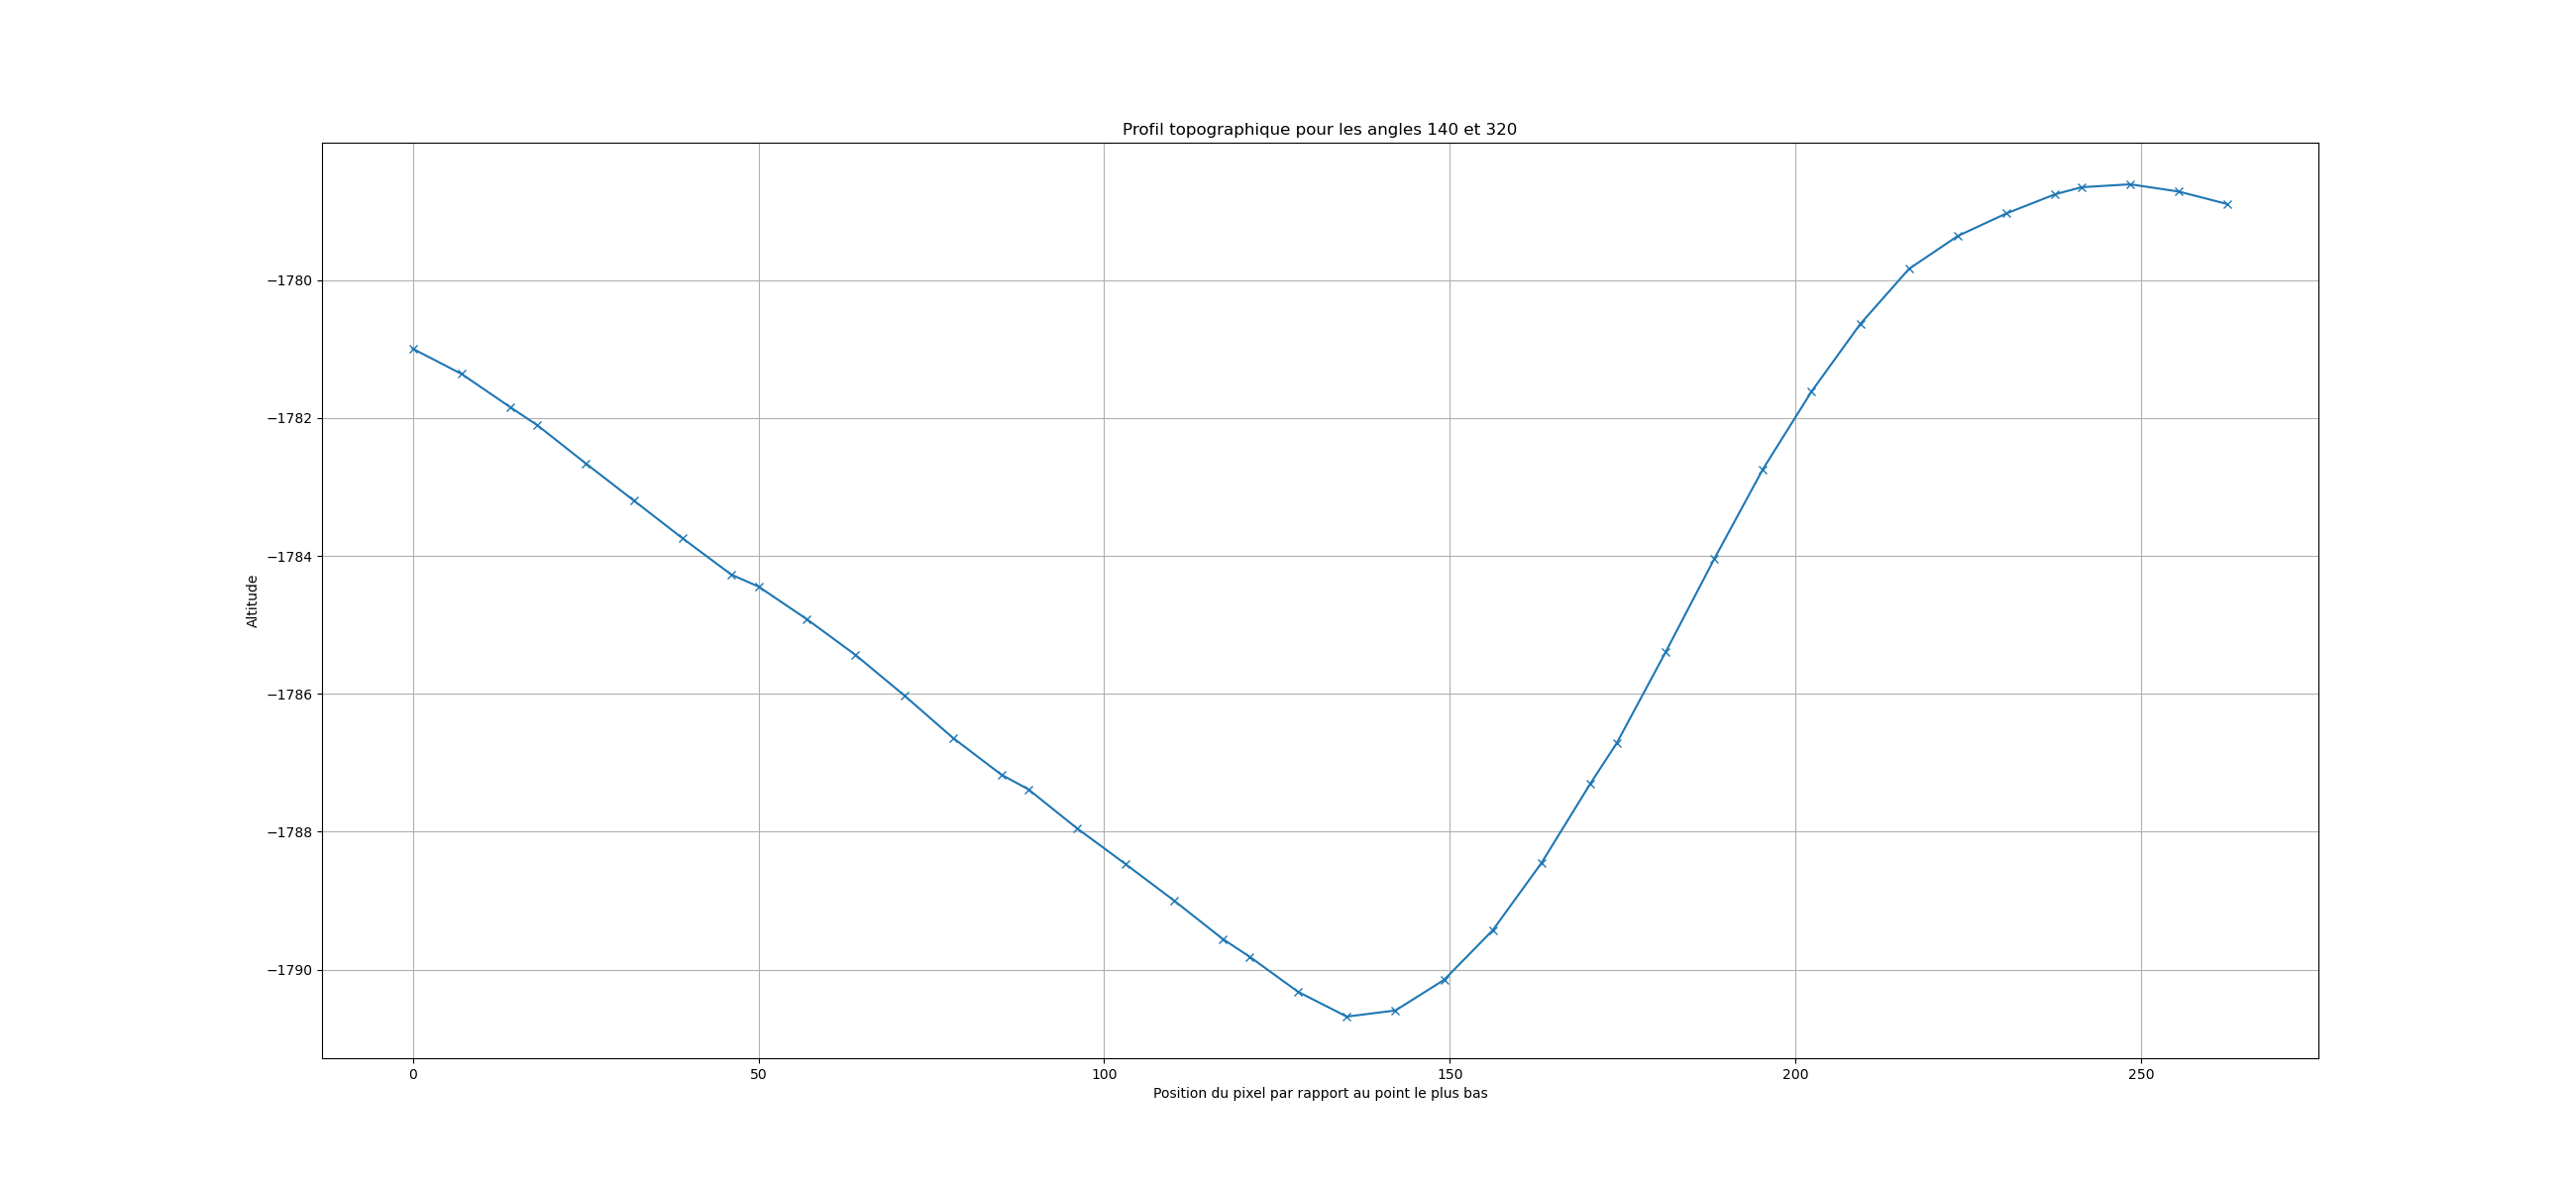 Profil topographique pour les angles 140 et 320
−1780
−1782
−1784
−1786
−1788
−1790
Altitude
0 50 100 150 200 250
Position du pixel par rapport au point le plus bas